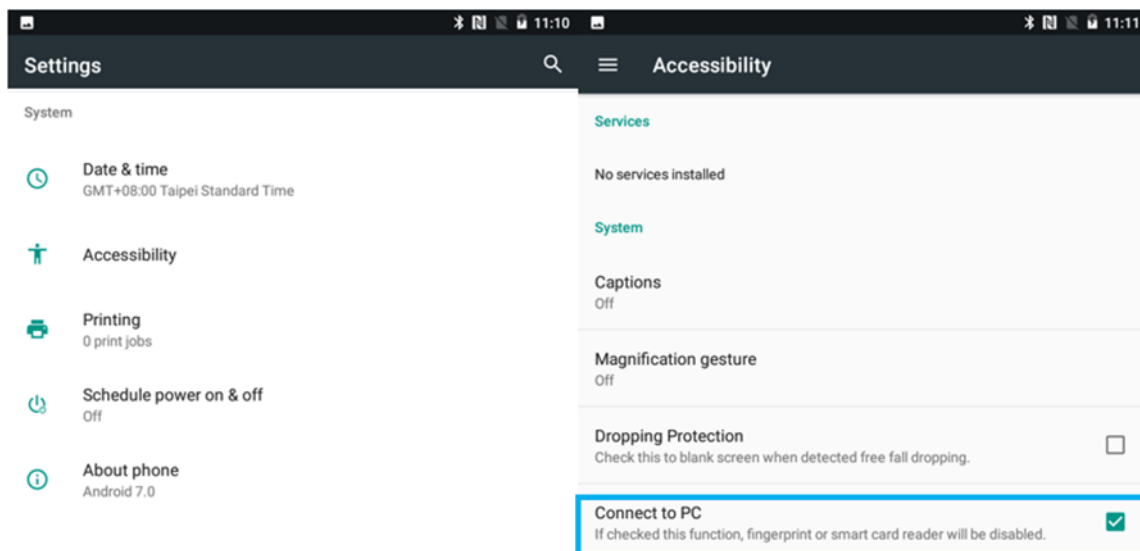 11:10
Settings
System
Date & time
GMT+08:00 Taipei Standard Time
Accessibility
Printing
0 print jobs
Schedule power on & off
Off
About phone
Android 7.0
11:11
Accessibility
Services
No services installed
System
Captions
Off
Magnification gesture
Off
Dropping Protection
Check this to blank screen when detected free fall dropping.
Connect to PC
If checked this function, fingerprint or smart card reader will be disabled.